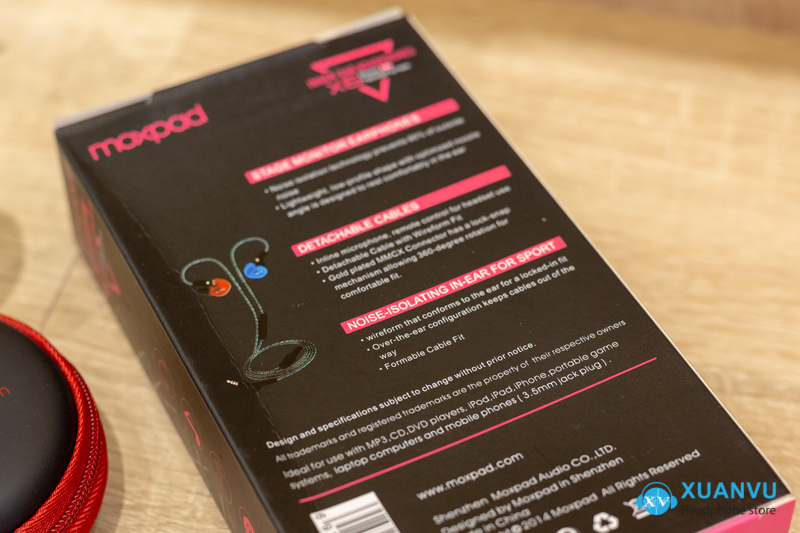 moxpad
STAGE MONITOR EARPHONES
• Noise isolation technology prevents of outside
noise
• Lightweight, low-profile shape with optimized nozzle
angle is designed to rest comfortably in the ear
DETACHABLE CABLES
• Inline microphone, remote control for headset use
• Detachable Cable with Wireform Fit
• Gold plated MMCX Connector has a lock-snap
mechanism allowing 360-degree rotation for
comfortable fit.
NOISE-ISOLATING IN-EAR FOR SPORT
• wireform that conforms to the ear for a locked-in fit
• Over-the-ear configuration keeps cables out of the
way
• Formable Cable Fit
Design and specifications subject to change without prior notice.
All trademarks and registered trademarks are the property of their respective owners
Ideal for use with MP3,CD,DVD players, iPod,iPad,iPhone,portable game
systems, laptop computers and mobile phones ( 3.5mm jack plug ) .
www.moxpad.com
Shenzhen Moxpad Audio CO.,LTD.
Designed by Moxpad in Shenzhen
Made in China
2014 Moxpad All Rights Reserved
XV
XUANVU
Headphone store